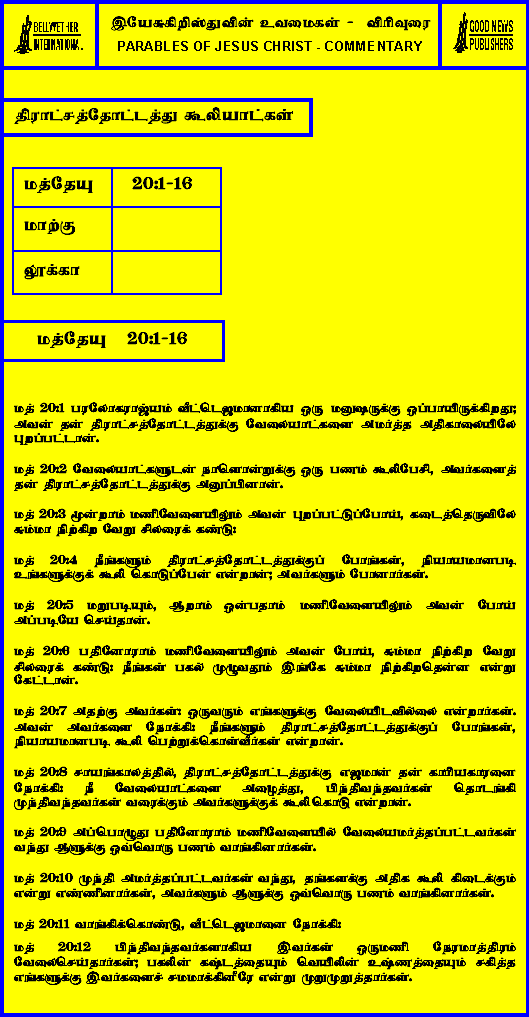 BELLWETHER
INTERNATIONAL
இயேசுகிறிஸ்துவின் உவமைகள் - விரிவுரை
PARABLES OF JESUS CHRIST - COMMENTARY
GOOD NEWS
PUBLISHERS
திராட்சத்தோட்டத்து கூலியாட்கள்
மத்தேயு 20:1-16
மாற்கு
லூக்கா
மத்தேயு 20:1-16
மத் 20:1 பரலோகராஜ்யம் வீட்டெஜமானாகிய ஒரு மனுஷருக்கு ஒப்பாயிருக்கிறது;
அவன் தன் திராட்சத்தோட்டத்துக்கு வேலையாட்களை அமர்த்த அதிகாலையிலே
புறப்பட்டான்.
மத் 20:2 வேலையாட்களுடன் நாளொன்றுக்கு ஒரு பணம் கூலிபேசி, அவர்களைத்
தன் திராட்சத்தோட்டத்துக்கு அனுப்பினான்.
மத் 20:3 மூன்றாம் மணிவேளையிலும் அவன் புறப்பட்டுப்போய், கடைத்தெருவிலே
சும்மா நிற்கிற வேறு சிலரைக் கண்டு:
மத் 20:4 நீங்களும் திராட்சத்தோட்டத்துக்குப் போங்கள், நியாயமானபடி
உங்களுக்குக் கூலி கொடுப்பேன் என்றான்; அவர்களும் போனார்கள்.
மத் 20:5 மறுபடியும், ஆறாம் ஒன்பதாம் மணிவேளையிலும் அவன் போய்
அப்படியே செய்தான்.
மத் 20:6 பதினோராம் மணிவேளையிலும் அவன் போய், சும்மா நிற்கிற வேறு
சிலரைக் கண்டு: நீங்கள் பகல் முழுவதும் இங்கே சும்மா நிற்கிறதென்ன என்று
கேட்டான்.
மத் 20:7 அதற்கு அவர்கள்: ஒருவரும் எங்களுக்கு வேலையிடவில்லை என்றார்கள்.
அவன் அவர்களை நோக்கி: நீங்களும் திராட்சத்தோட்டத்துக்குப் போங்கள்,
நியாயமானபடி கூலி பெற்றுக்கொள்வீர்கள் என்றான்.
மத் 20:8 சாயங்காலத்தில், திராட்சத்தோட்டத்துக்கு எஜமான் தன் காரியகாரனை
நோக்கி: நீ வேலையாட்களை அழைத்து, பிந்திவந்தவர்கள் தொடங்கி
முந்திவந்தவர்கள் வரைக்கும் அவர்களுக்குக் கூலிகொடு என்றான்.
மத் 20:9 அப்பொழுது பதினோராம் மணிவேளையில் வேலையமர்த்தப்பட்டவர்கள்
வந்து ஆளுக்கு ஒவ்வொரு பணம் வாங்கினார்கள்.
மத் 20:10 முந்தி அமர்த்தப்பட்டவர்கள் வந்து, தங்களுக்கு அதிக கூலி கிடைக்கும்
என்று எண்ணினார்கள், அவர்களும் ஆளுக்கு ஒவ்வொரு பணம் வாங்கினார்கள்.
மத் 20:11 வாங்கிக்கொண்டு, வீட்டெஜமானை நோக்கி:
மத் 20:12 பிந்திவந்தவர்களாகிய இவர்கள் ஒருமணி நேரமாத்திரம்
வேலைசெய்தார்கள்; பகலின் கஷ்டத்தையும் வெயிலின் உஷ்ணத்தையும் சகித்த
எங்களுக்கு இவர்களைச் சமமாக்கினீரே என்று முறுமுறுத்தார்கள்.